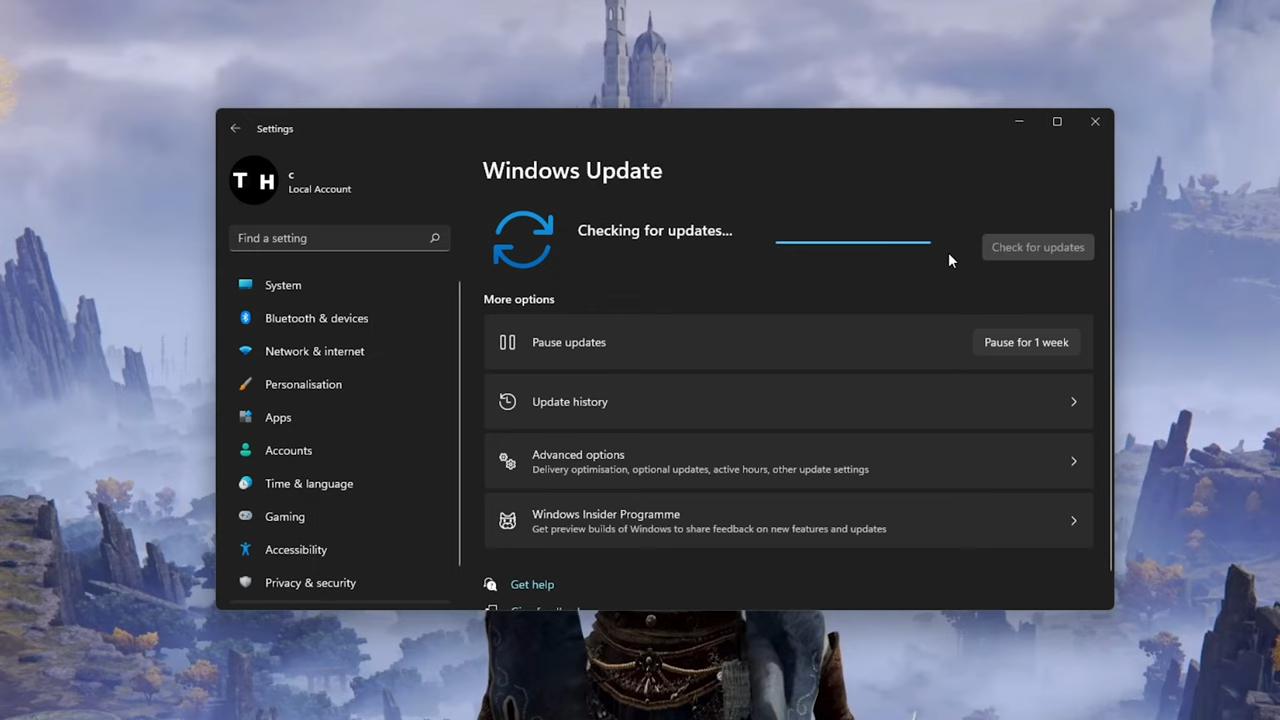 Settings
T H
c
Local Account
Find a setting
System
Bluetooth & devices
Network & internet
Personalisation
Apps
Accounts
Time & language
Gaming
Accessibility
Privacy & security
Windows Update
Checking for updates...
Check for updates
More options
Pause updates
Pause for 1 week
Update history
Advanced options
Delivery optimisation, optional updates, active hours, other update settings
Windows Insider Programme
Get preview builds of Windows to share feedback on new features and updates
Get help